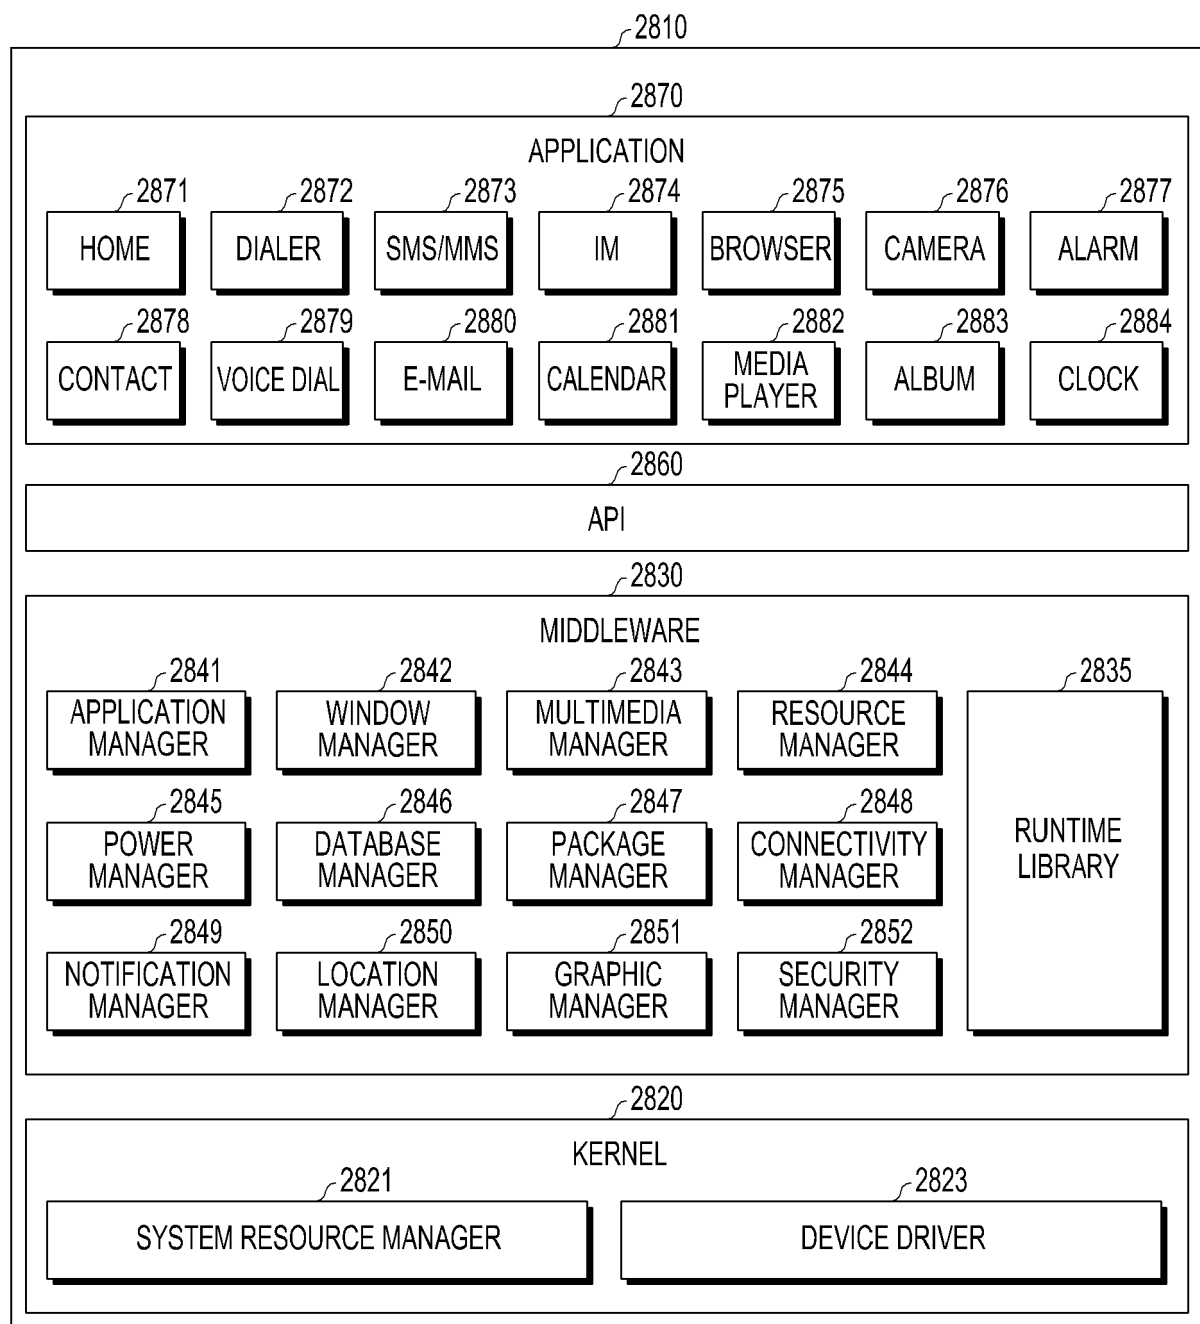 2810
2870
APPLICATION
2871 2872 2873 2874 2875 2876 2877
HOME DIALER SMS/MMS IM BROWSER CAMERA ALARM
2878 2879 2880 2881 2882 2883 2884
CONTACT VOICE DIAL E-MAIL CALENDAR MEDIA PLAYER ALBUM CLOCK
2860
API
2830
MIDDLEWARE
2841 2842 2843 2844 2835
APPLICATION MANAGER WINDOW MANAGER MULTIMEDIA MANAGER RESOURCE MANAGER
2845 2846 2847 2848
POWER MANAGER DATABASE MANAGER PACKAGE MANAGER CONNECTIVITY MANAGER RUNTIME LIBRARY
2849 2850 2851 2852
NOTIFICATION MANAGER LOCATION MANAGER GRAPHIC MANAGER SECURITY MANAGER
2820
KERNEL
2821 2823
SYSTEM RESOURCE MANAGER DEVICE DRIVER